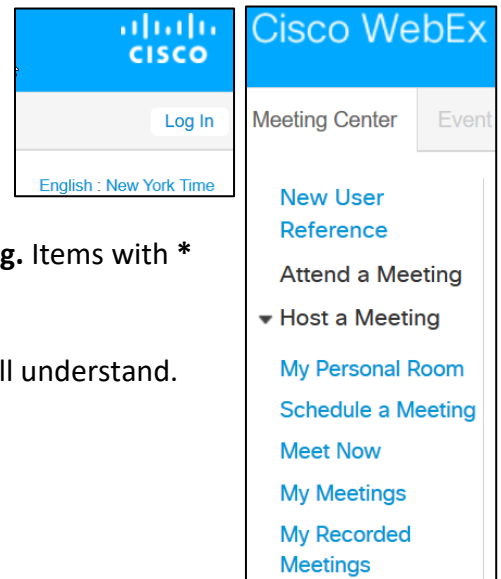 CISCO
Log In
English : New York Time
g. Items with *
ll understand.
Cisco WebEx
Meeting Center Event
New User
Reference
Attend a Meeting
Host a Meeting
My Personal Room
Schedule a Meeting
Meet Now
My Meetings
My Recorded
Meetings